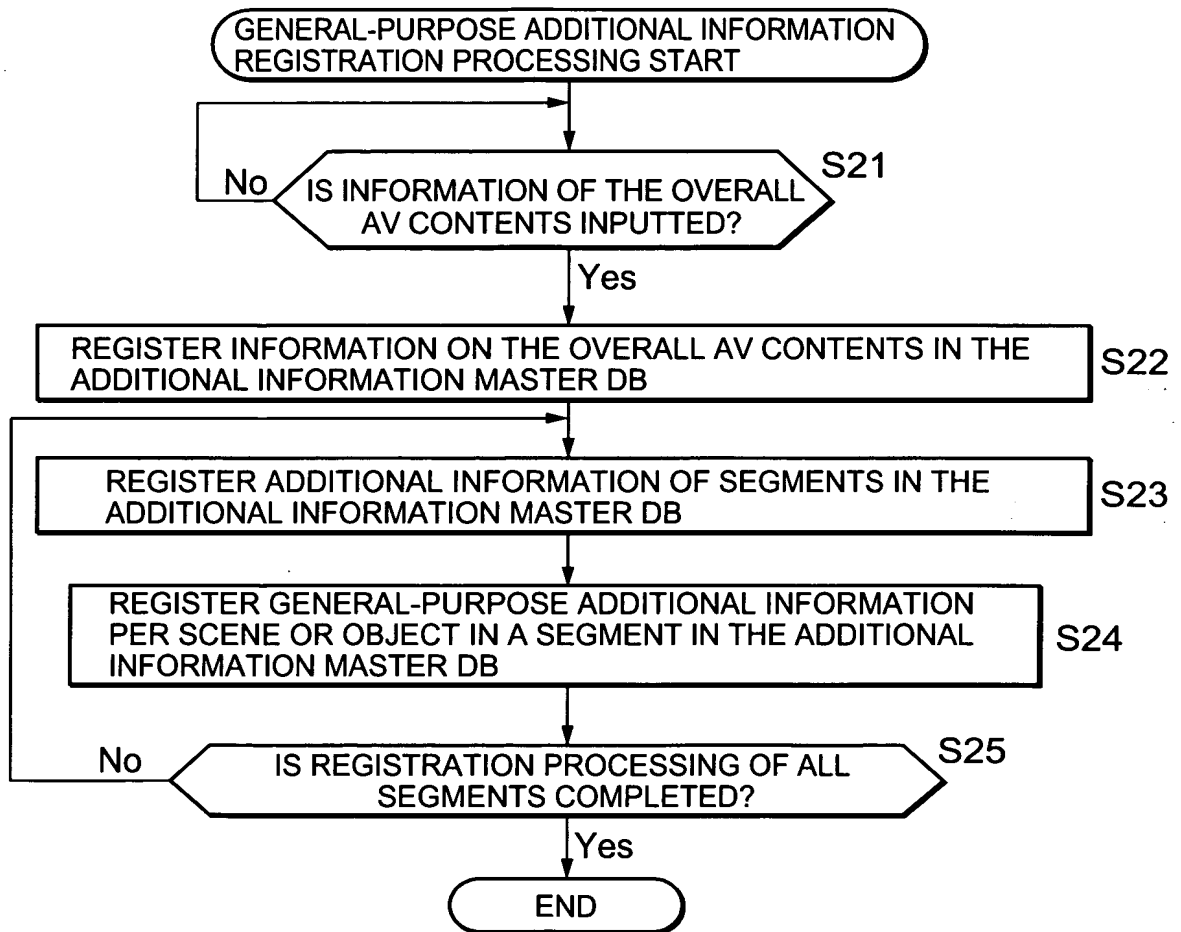 GENERAL-PURPOSE ADDITIONAL INFORMATION
REGISTRATION PROCESSING START
S21
No
IS INFORMATION OF THE OVERALL
AV CONTENTS INPUTTED?
Yes
REGISTER INFORMATION ON THE OVERALL AV CONTENTS IN THE
ADDITIONAL INFORMATION MASTER DB
S22
REGISTER ADDITIONAL INFORMATION OF SEGMENTS IN THE
ADDITIONAL INFORMATION MASTER DB
S23
REGISTER GENERAL-PURPOSE ADDITIONAL INFORMATION
PER SCENE OR OBJECT IN A SEGMENT IN THE ADDITIONAL
INFORMATION MASTER DB
S24
No
IS REGISTRATION PROCESSING OF ALL
SEGMENTS COMPLETED?
S25
Yes
END